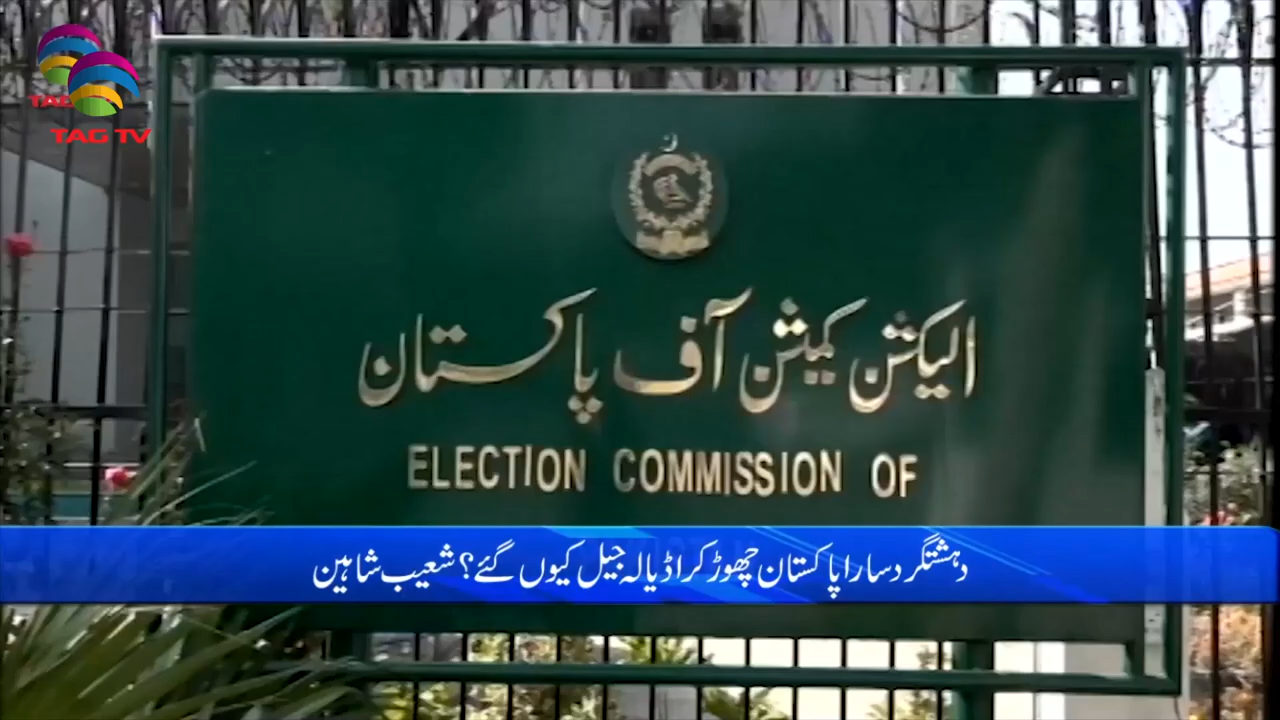 TAG TV
الیکشن کمیشن آف پاکستان
ELECTION COMMISSION OF
دہشتگرد سارا پاکستان چھوڑ کر اڈیالہ جیل کیوں گئے؟ شعیب شاہین